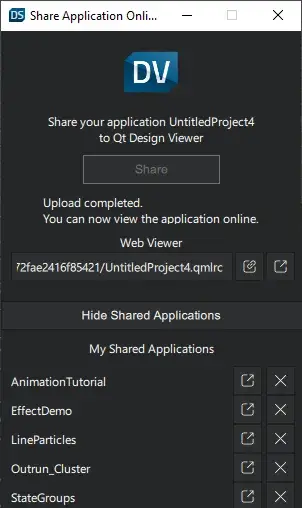 DS Share Application Onli...
DV
Share your application UntitledProject4
to Qt Design Viewer
Share
Upload completed.
You can now view the application online.
Web Viewer
72fae2416f85421/UntitledProject4.qmlrc
Hide Shared Applications
My Shared Applications
AnimationTutorial
EffectDemo
LineParticles
Outrun_Cluster
StateGroups